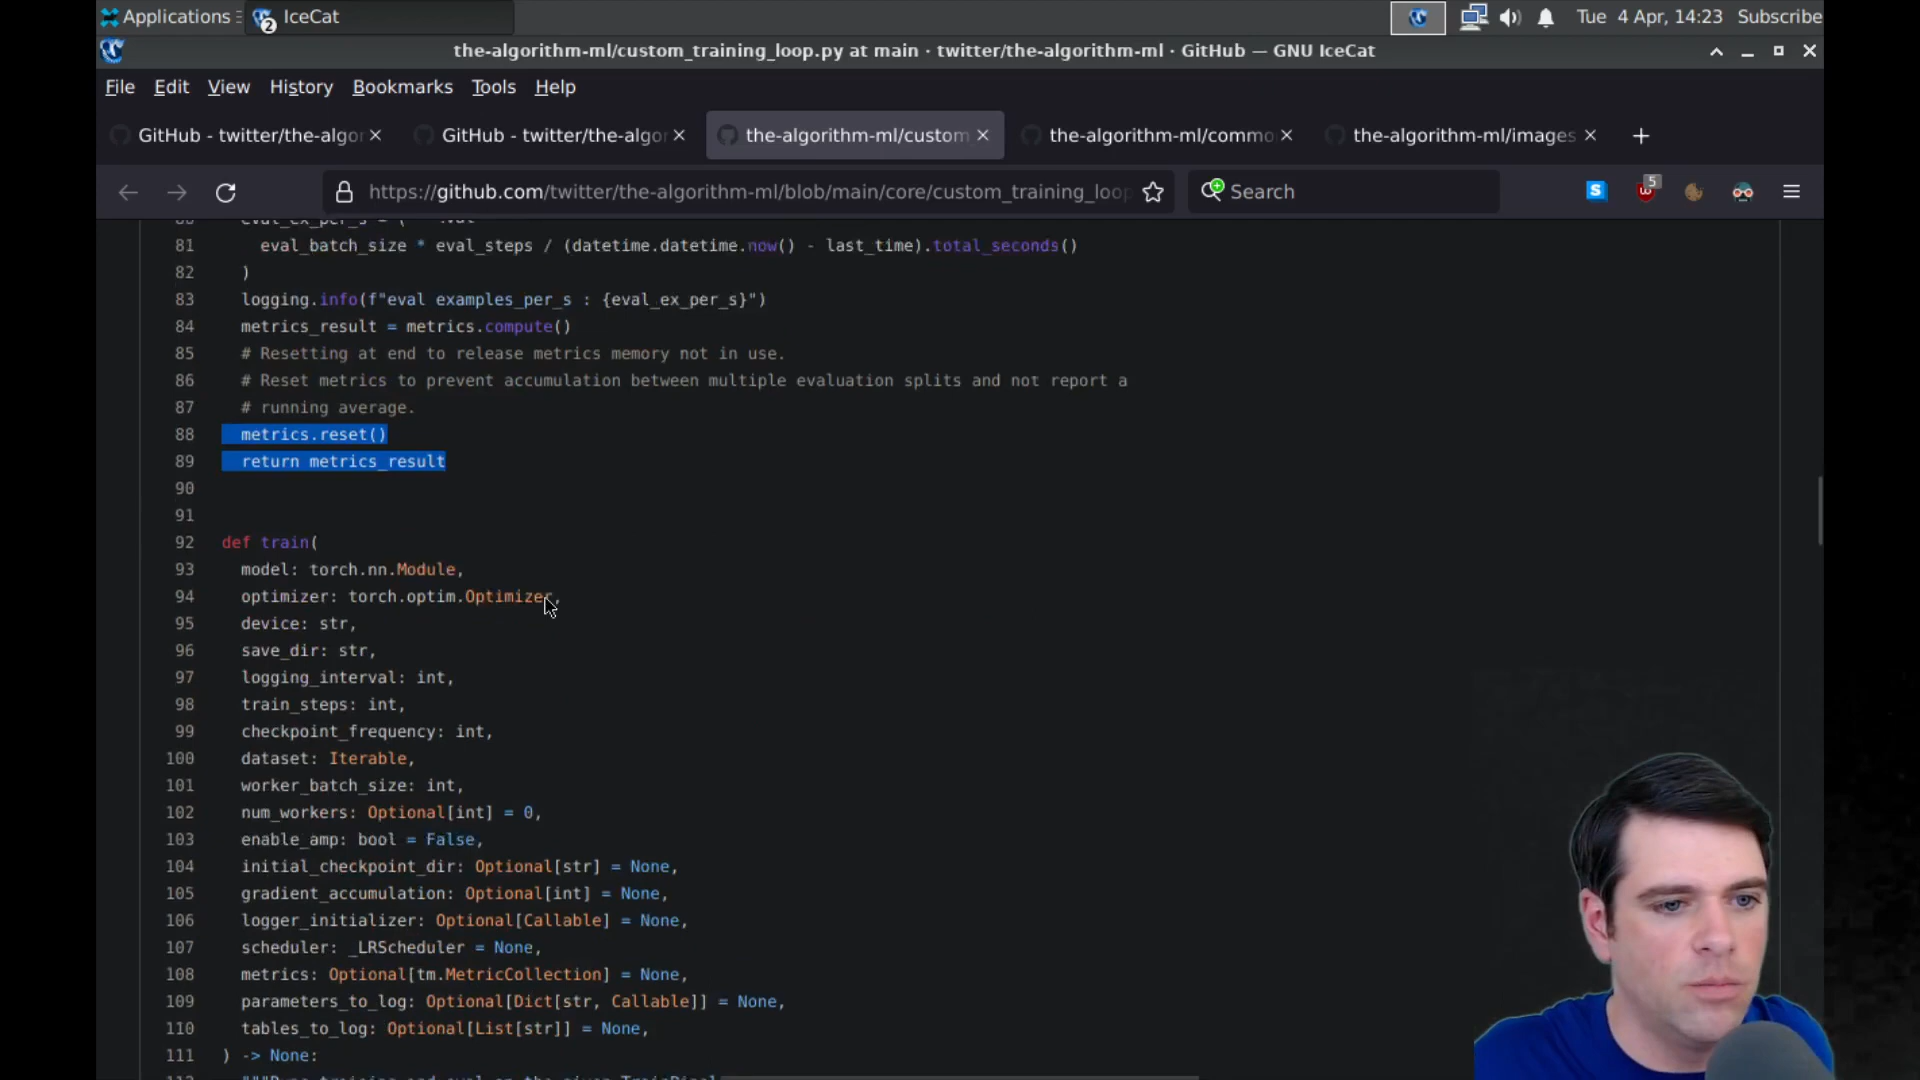 Applications
IceCat
2
Tue 4 Apr, 14:23
Subscribe
the-algorithm-ml/custom_training_loop.py at main · twitter/the-algorithm-ml · GitHub — GNU IceCat
File Edit View History Bookmarks Tools Help
GitHub - twitter/the-algo
GitHub - twitter/the-algo
the-algorithm-ml/custom
the-algorithm-ml/commo
the-algorithm-ml/images
https://github.com/twitter/the-algorithm-ml/blob/main/core/custom_training_loop
Search
S
5
81 eval_batch_size * eval_steps / (datetime.datetime.now() - last_time).total_seconds()
82 )
83 logging.info(f"eval examples_per_s : {eval_ex_per_s}")
84 metrics_result = metrics.compute()
85 # Resetting at end to release metrics memory not in use.
86 # Reset metrics to prevent accumulation between multiple evaluation splits and not report a
87 # running average.
88 metrics.reset()
89 return metrics_result
90
91
92 def train(
93 model: torch.nn.Module,
94 optimizer: torch.optim.Optimizer,
95 device: str,
96 save_dir: str,
97 logging_interval: int,
98 train_steps: int,
99 checkpoint_frequency: int,
100 dataset: Iterable,
101 worker_batch_size: int,
102 num_workers: Optional[int] = 0,
103 enable_amp: bool = False,
104 initial_checkpoint_dir: Optional[str] = None,
105 gradient_accumulation: Optional[int] = None,
106 logger_initializer: Optional[Callable] = None,
107 scheduler: _LRScheduler = None,
108 metrics: Optional[tm.MetricCollection] = None,
109 parameters_to_log: Optional[Dict[str, Callable]] = None,
110 tables_to_log: Optional[List[str]] = None,
111 ) -> None: